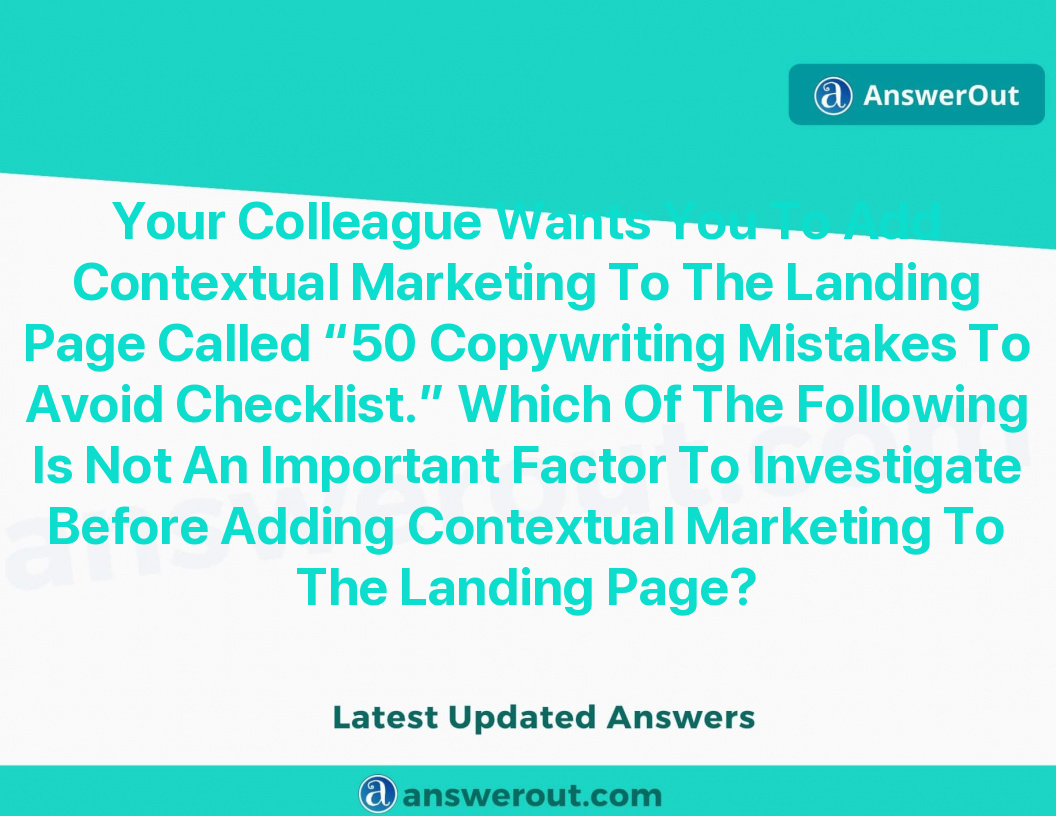 AnswerOut
Your Colleague Wants You To Add
Contextual Marketing To The Landing
Page Called “50 Copywriting Mistakes To
Avoid Checklist.” Which Of The Following
Is Not An Important Factor To Investigate
Before Adding Contextual Marketing To
The Landing Page?
answerout.com
Latest Updated Answers
answerout.com